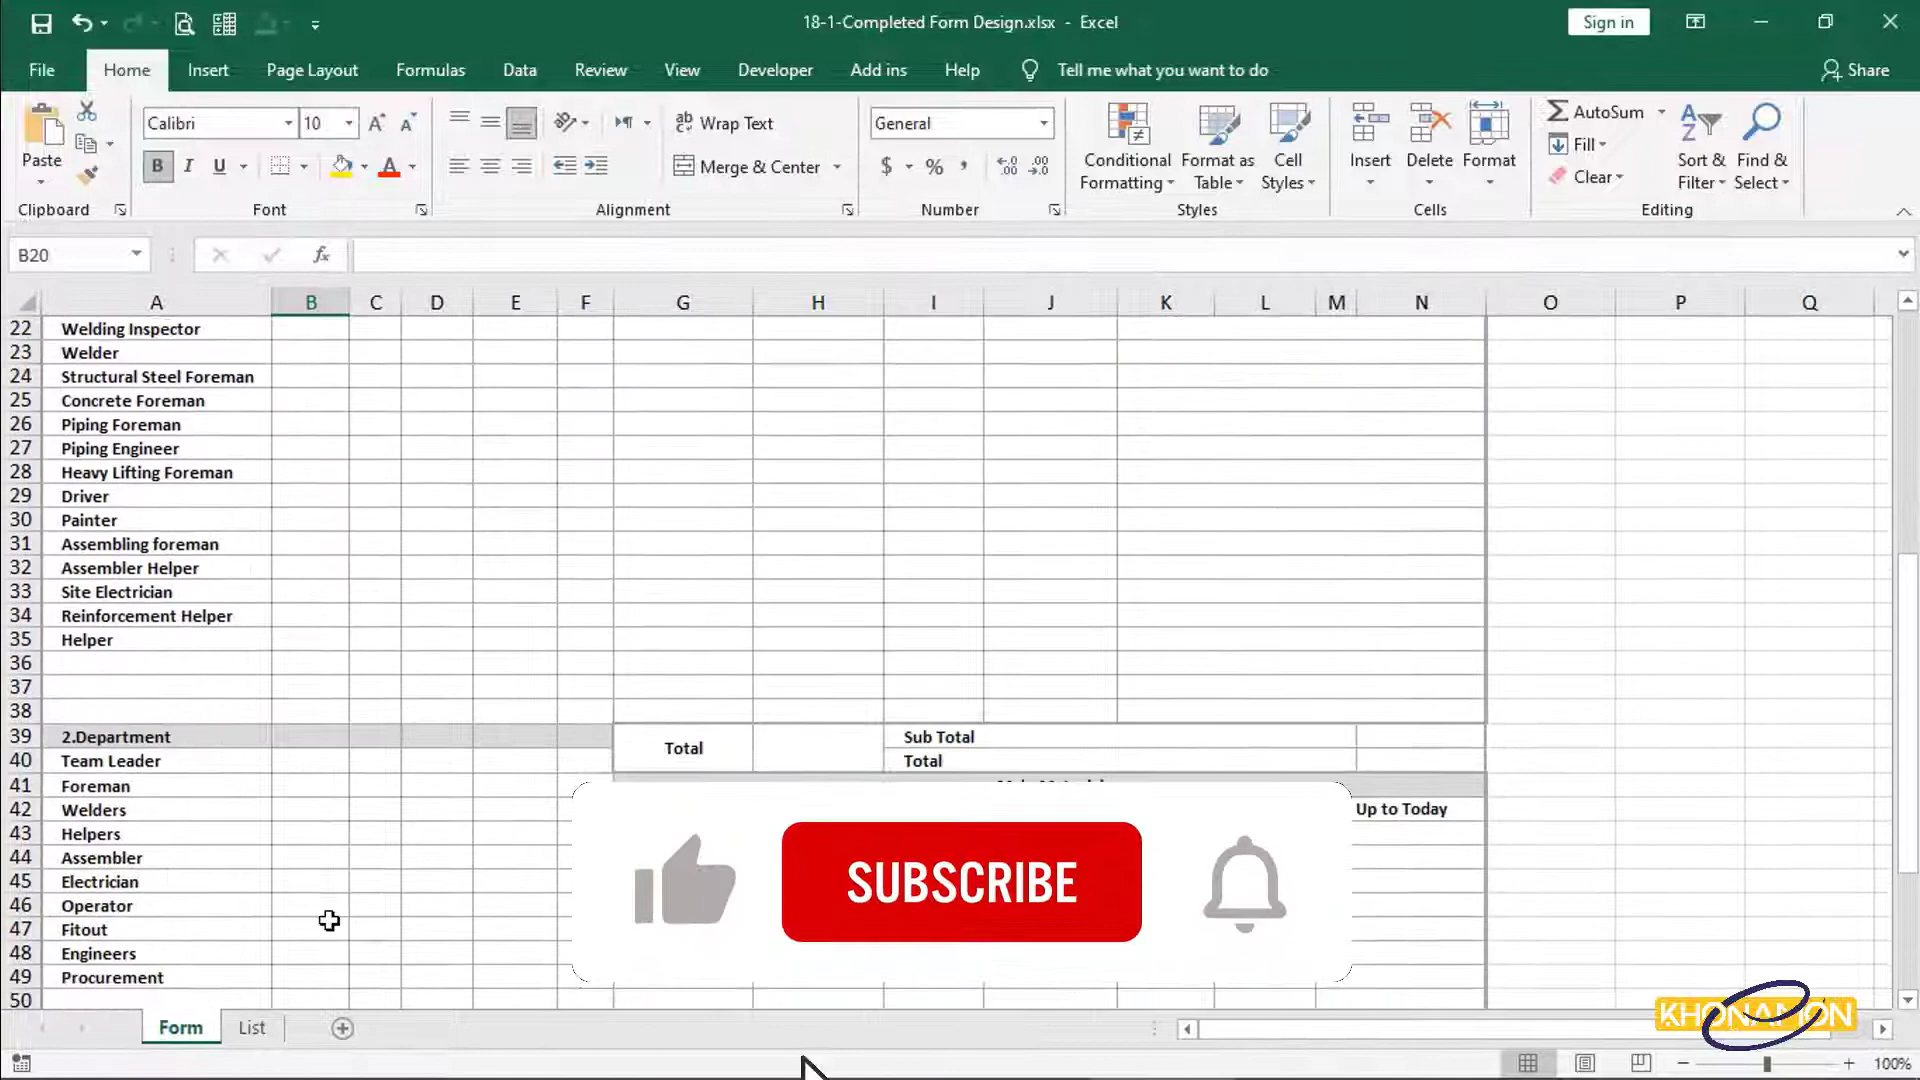 18-1-Completed Form Design.xlsx - Excel
Sign in
File Home Insert Page Layout Formulas Data Review View Developer Add ins Help Tell me what you want to do Share
Paste
Clipboard
Calibri 10
B I U A
Font
Wrap Text
Merge & Center
Alignment
General
$ % ,
Number
Conditional Formatting
Format as Table
Cell Styles
Styles
Insert Delete Format
Cells
AutoSum
Fill
Clear
Sort & Filter
Find & Select
Editing
B20 fx
A B C D E F G H I J K L M N O P Q
22 Welding Inspector
23 Welder
24 Structural Steel Foreman
25 Concrete Foreman
26 Piping Foreman
27 Piping Engineer
28 Heavy Lifting Foreman
29 Driver
30 Painter
31 Assembling foreman
32 Assembler Helper
33 Site Electrician
34 Reinforcement Helper
35 Helper
36
37
38
39 2.Department Total Sub Total
40 Team Leader Total
41 Foreman
42 Welders Up to Today
43 Helpers
44 Assembler
45 Electrician
46 Operator
47 Fitout
48 Engineers
49 Procurement
50
SUBSCRIBE
KHONAMON
Form List
100%